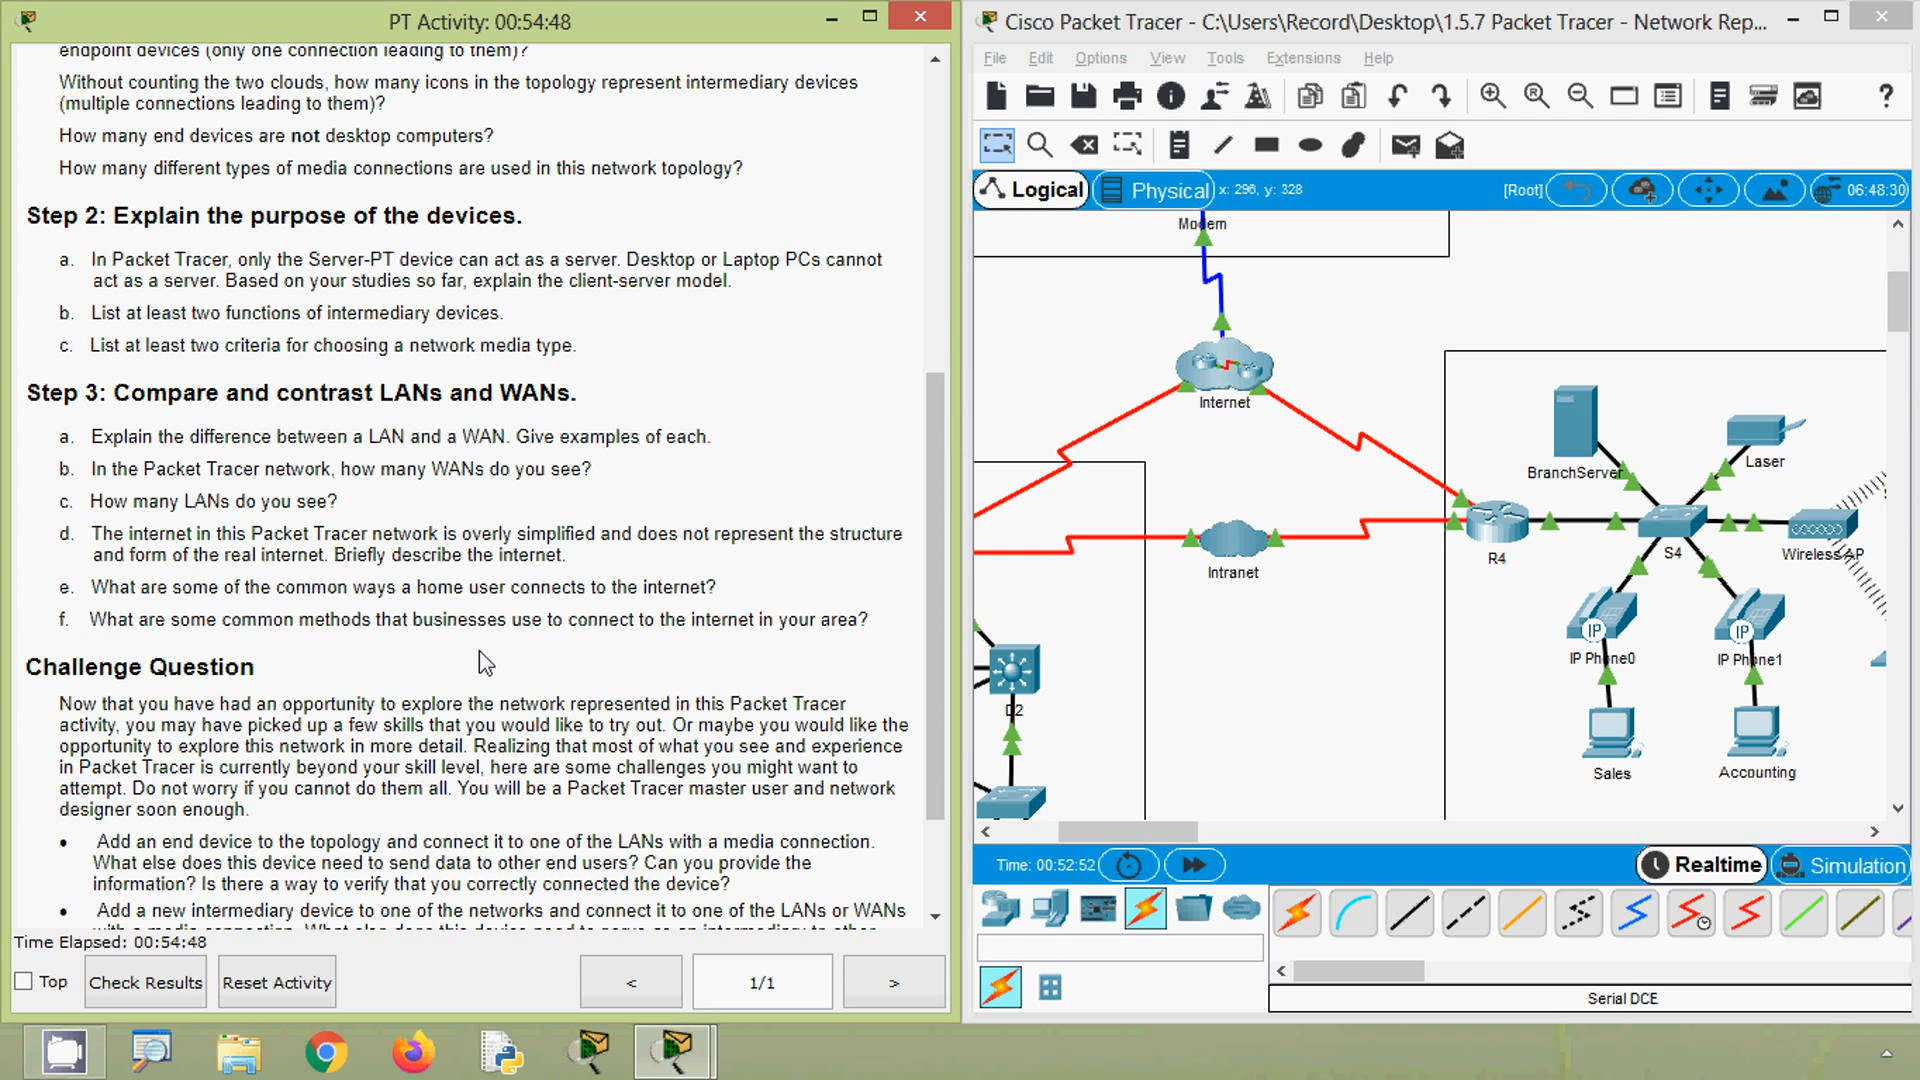 PT Activity: 00:54:48
endpoint devices (only one connection leading to them)?
Without counting the two clouds, how many icons in the topology represent intermediary devices
(multiple connections leading to them)?
How many end devices are not desktop computers?
How many different types of media connections are used in this network topology?
Step 2: Explain the purpose of the devices.
a. In Packet Tracer, only the Server-PT device can act as a server. Desktop or Laptop PCs cannot
act as a server. Based on your studies so far, explain the client-server model.
b. List at least two functions of intermediary devices.
c. List at least two criteria for choosing a network media type.
Step 3: Compare and contrast LANs and WANs.
a. Explain the difference between a LAN and a WAN. Give examples of each.
b. In the Packet Tracer network, how many WANs do you see?
c. How many LANs do you see?
d. The internet in this Packet Tracer network is overly simplified and does not represent the structure
and form of the real internet. Briefly describe the internet.
e. What are some of the common ways a home user connects to the internet?
f. What are some common methods that businesses use to connect to the internet in your area?
Challenge Question
Now that you have had an opportunity to explore the network represented in this Packet Tracer
activity, you may have picked up a few skills that you would like to try out. Or maybe you would like the
opportunity to explore this network in more detail. Realizing that most of what you see and experience
in Packet Tracer is currently beyond your skill level, here are some challenges you might want to
attempt. Do not worry if you cannot do them all. You will be a Packet Tracer master user and network
designer soon enough.
• Add an end device to the topology and connect it to one of the LANs with a media connection.
What else does this device need to send data to other end users? Can you provide the
information? Is there a way to verify that you correctly connected the device?
• Add a new intermediary device to one of the networks and connect it to one of the LANs or WANs
Time Elapsed: 00:54:48
Top
Check Results
Reset Activity
<
1/1
>
Cisco Packet Tracer - C:\Users\Record\Desktop\1.5.7 Packet Tracer - Network Rep...
File Edit Options View Tools Extensions Help
Logical
Physical
x: 296, y: 328
[Root]
06:48:30
Modem
Internet
Intranet
BranchServer
Laser
R4
S4
Wireless AP
IP
IP Phone0
IP
IP Phone1
Sales
Accounting
D2
Time: 00:52:52
Realtime
Simulation
Serial DCE